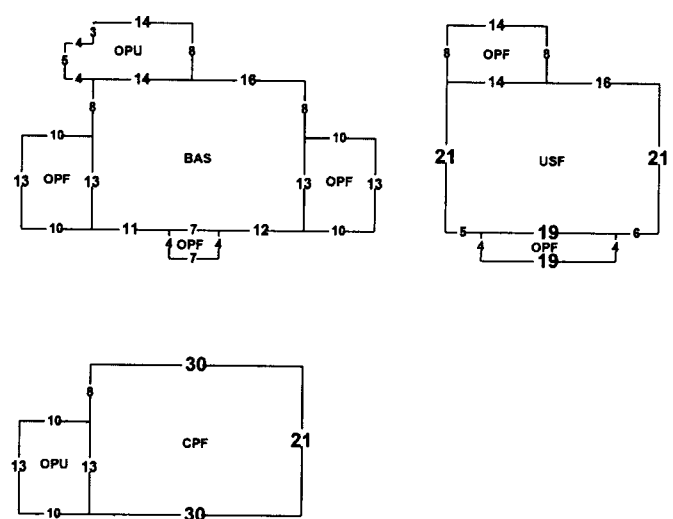 14
3
4
OPU
8
5
4 14 16
8 8
10 10
BAS
13 OPF 13 13 OPF 13
10 11 7 12 10
4 OPF 4
7
14
8 OPF 8
14 16
21 USF 21
5 19 6
4 OPF 4
19
30
8
10
CPF 21
13 OPU 13
10 30